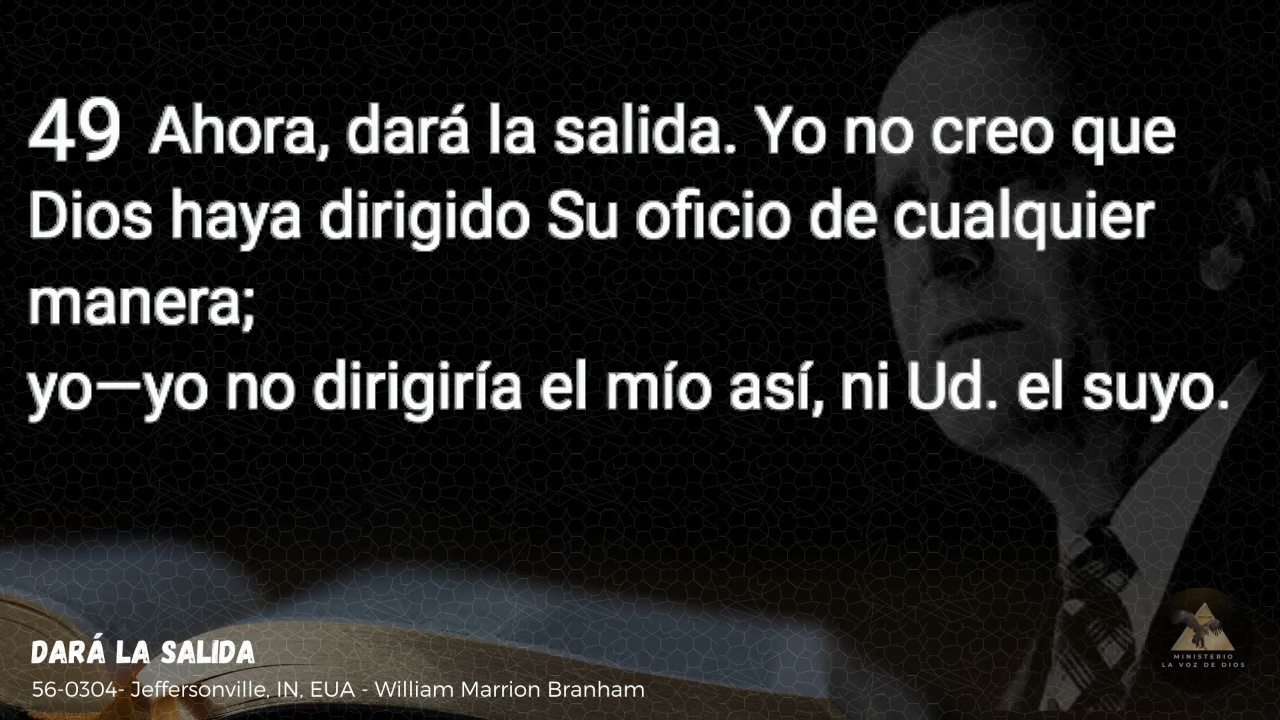 49 Ahora, dará la salida. Yo no creo que
Dios haya dirigido Su oficio de cualquier
manera;
yo—yo no dirigiría el mío así, ni Ud. el suyo.
DARÁ LA SALIDA
56-0304- Jeffersonville, IN, EUA - William Marrion Branham
MINISTERIO
LA VOZ DE DIOS